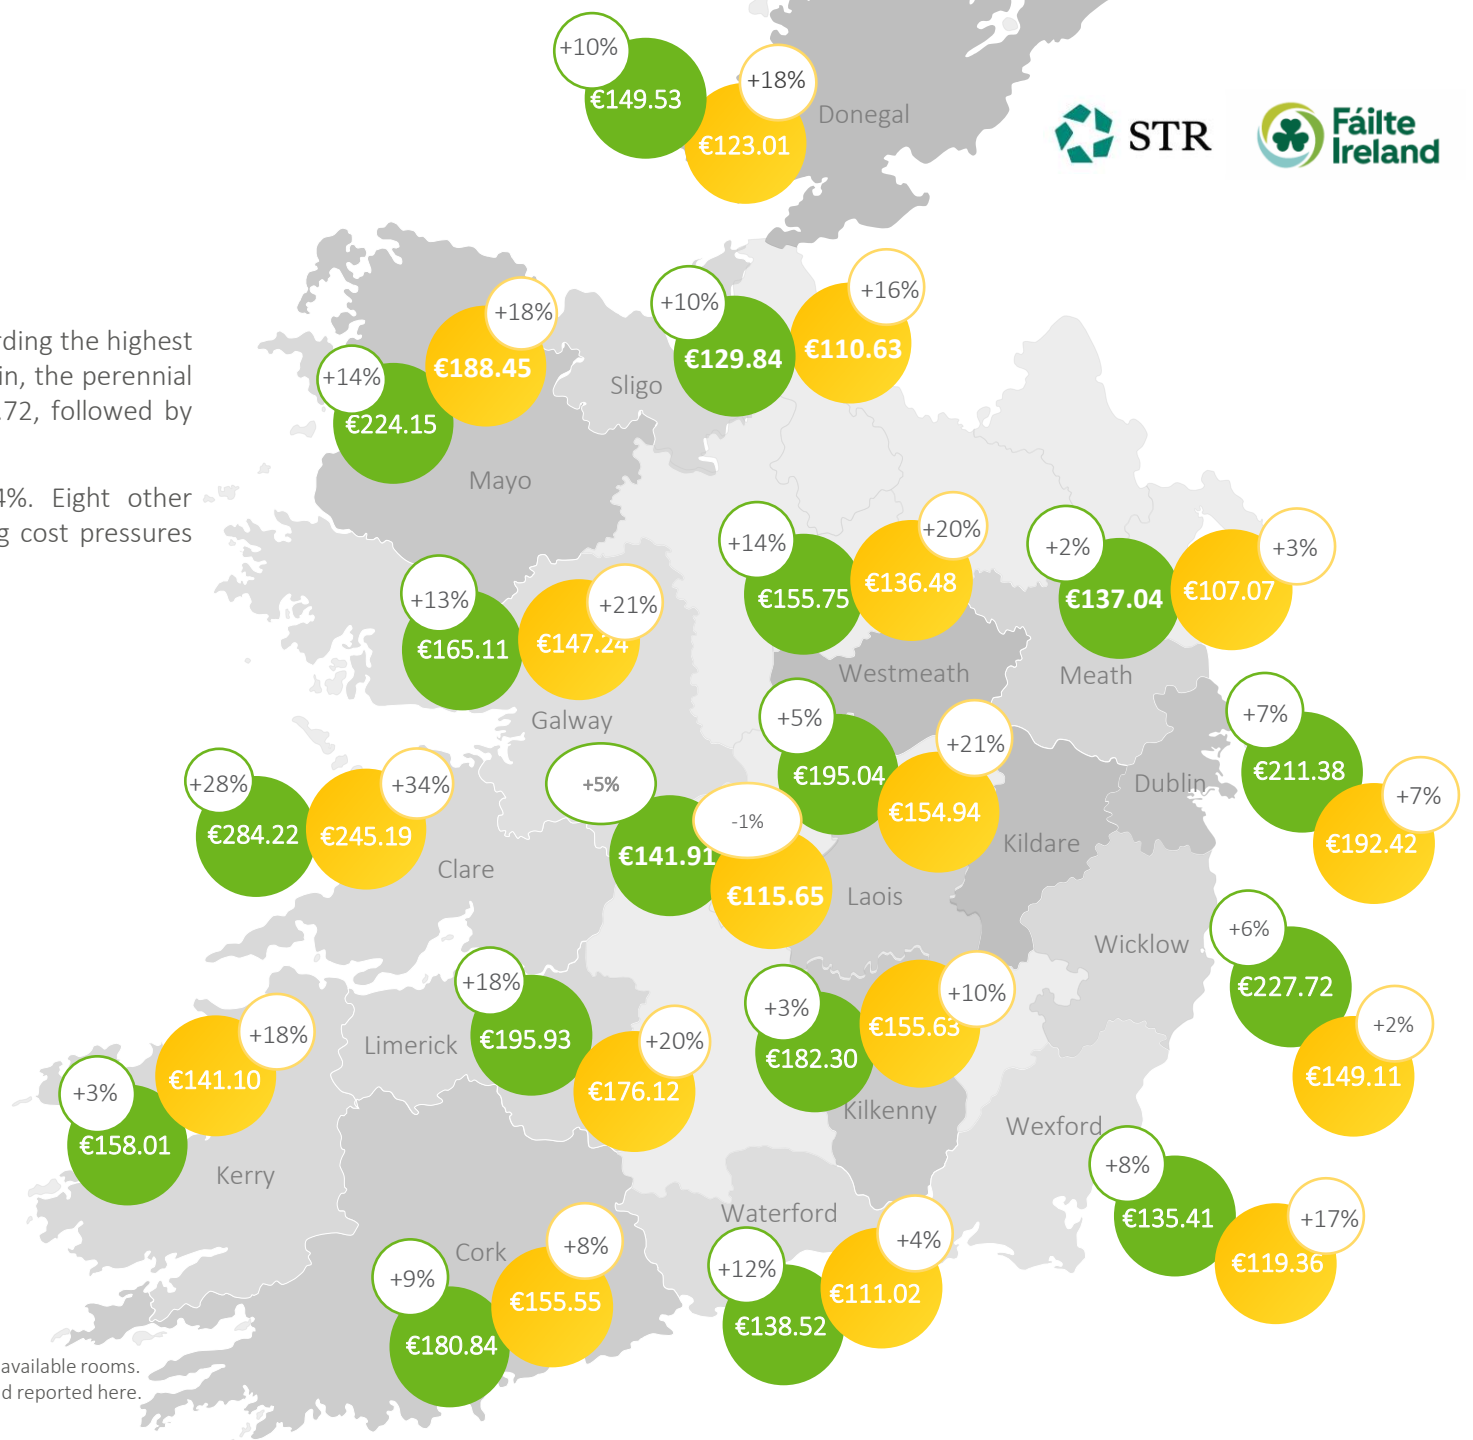 +10%
€149.53
+18%
€123.01
Donegal
STR
Fáilte
Ireland
the highest
the perennial
followed by
Eight other
cost pressures
+14%
€224.15
+18%
€188.45
Mayo
+10%
€129.84
+16%
€110.63
Sligo
+13%
€165.11
+21%
€147.24
Galway
+14%
€155.75
+20%
€136.48
Westmeath
+2%
€137.04
+3%
€107.07
Meath
+28%
€284.22
+34%
€245.19
Clare
+5%
€141.91
-1%
€115.65
Laois
+5%
€195.04
+21%
€154.94
Kildare
+7%
€211.38
+7%
€192.42
Dublin
+6%
€227.72
+2%
€149.11
Wicklow
+18%
€195.93
+20%
€176.12
Limerick
+3%
€182.30
+10%
€155.63
Kilkenny
+3%
€158.01
+18%
€141.10
Kerry
+9%
€180.84
+8%
€155.55
Cork
+12%
€138.52
+4%
€111.02
Waterford
+8%
€135.41
+17%
€119.36
Wexford
available rooms.
reported here.